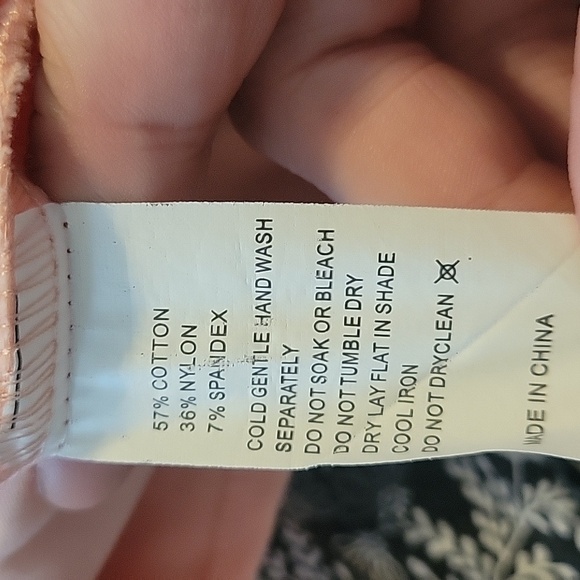 57% COTTON
36% NYLON
7% SPANDEX
COLD GENTLE HAND WASH
SEPARATELY
DO NOT SOAK OR BLEACH
DO NOT TUMBLE DRY
DRY LAY FLAT IN SHADE
COOL IRON
DO NOT DRYCLEAN
MADE IN CHINA